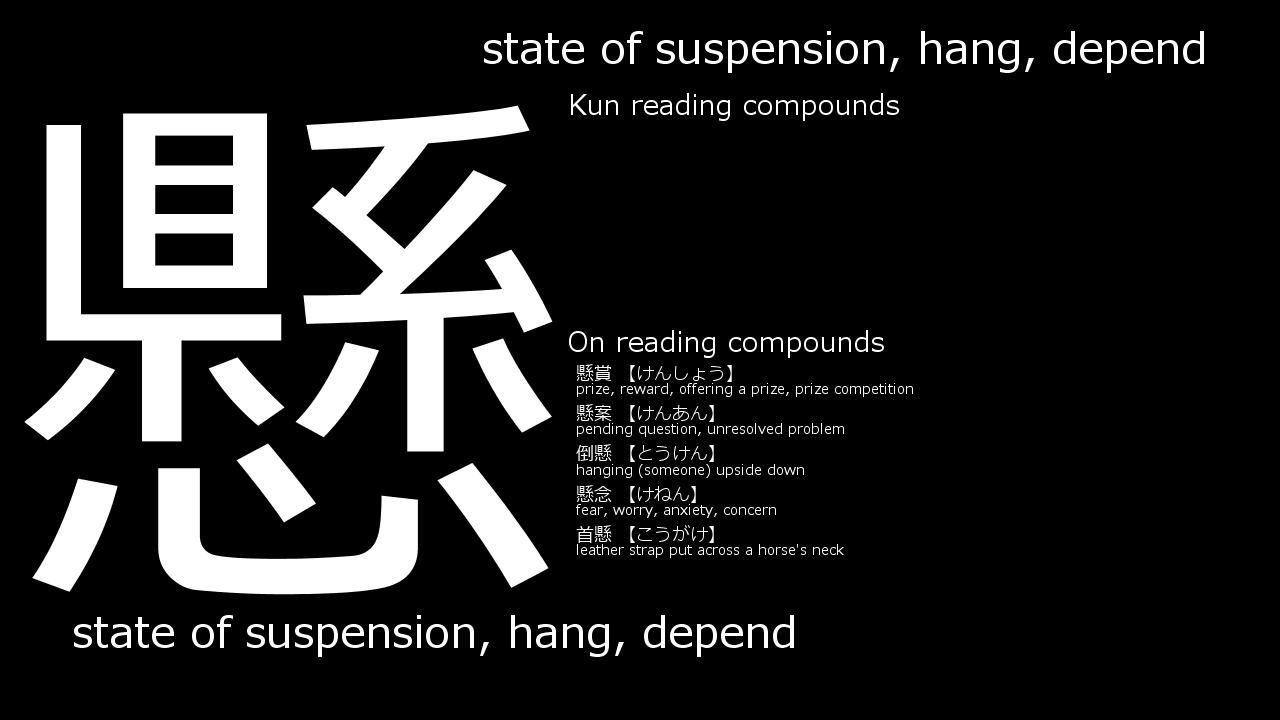 state of suspension, hang, depend
懸
Kun reading compounds
On reading compounds
懸賞 【けんしょう】
prize, reward, offering a prize, prize competition
懸案 【けんあん】
pending question, unresolved problem
倒懸 【とうけん】
hanging (someone) upside down
懸念 【けねん】
fear, worry, anxiety, concern
首懸 【こうがけ】
leather strap put across a horse's neck
state of suspension, hang, depend